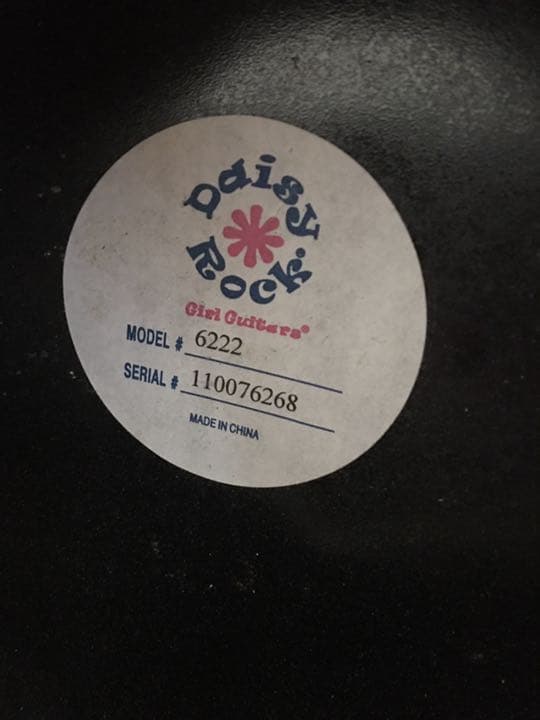 Daisy
Rock.
Girl Guitars®
MODEL # 6222
SERIAL # 110076268
MADE IN CHINA